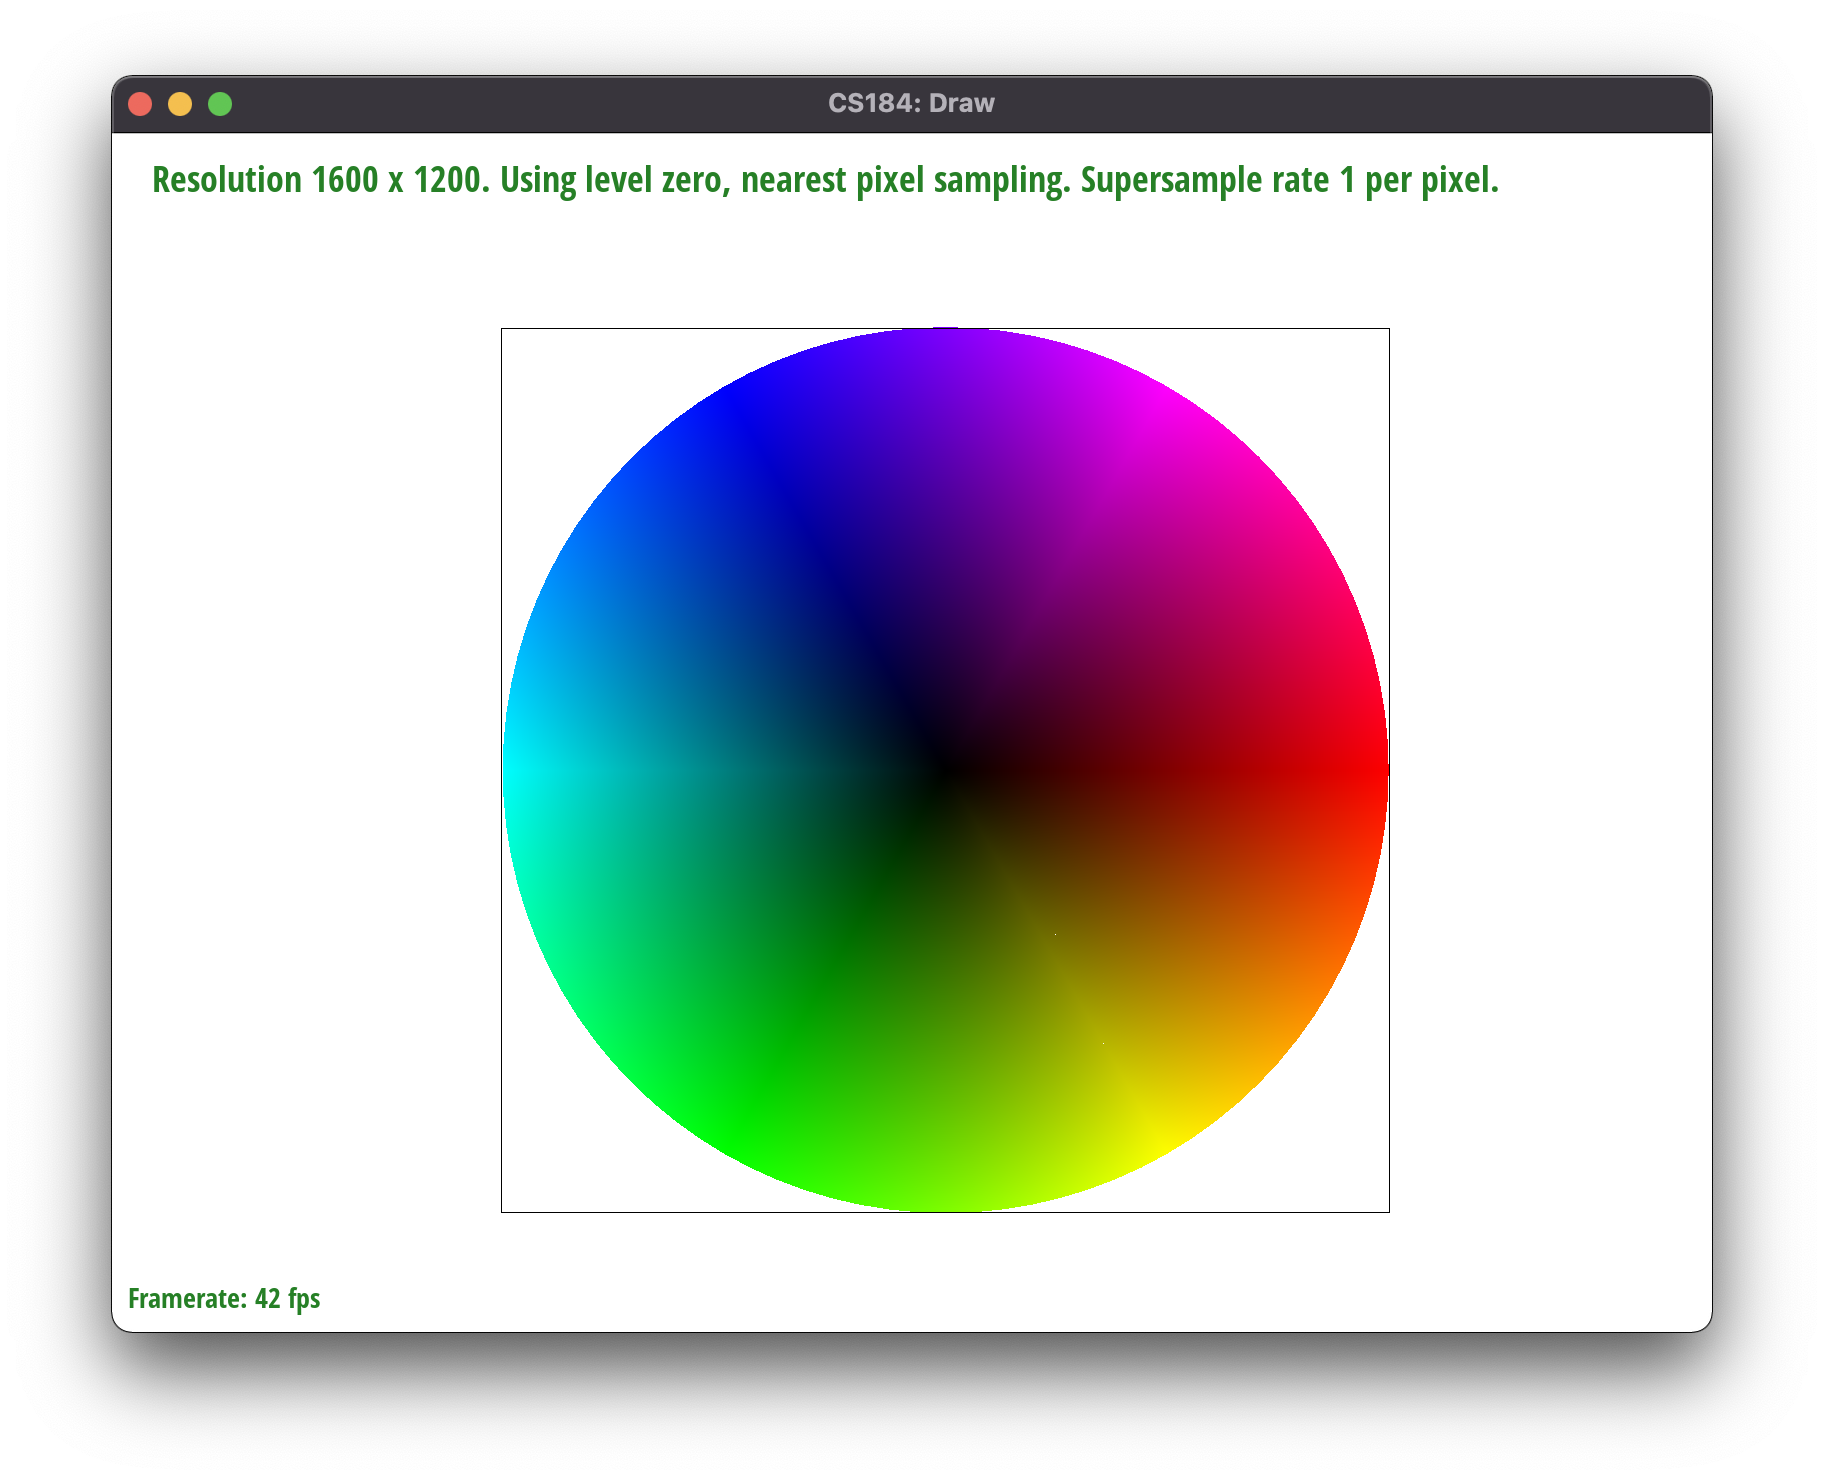 CS184: Draw
Resolution 1600 x 1200. Using level zero, nearest pixel sampling. Supersample rate 1 per pixel.
Framerate: 42 fps